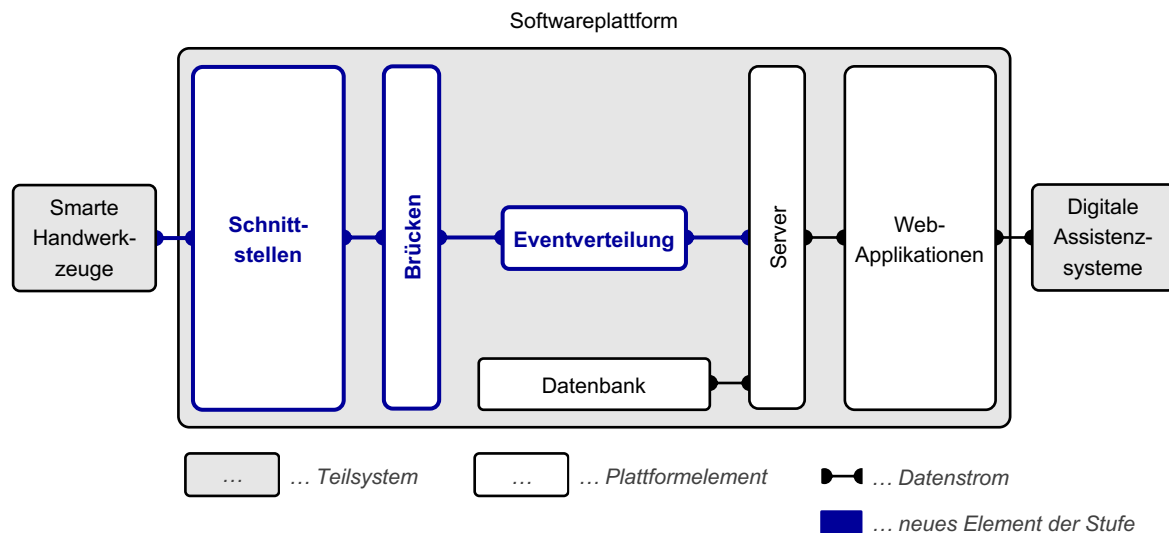 Softwareplattform
Smarte
Handwerk-
zeuge
Schnitt-
stellen
Brücken
Eventverteilung
Datenbank
Server
Web-
Applikationen
Digitale
Assistenz-
systeme
… … Teilsystem
… … Plattformelement
… Datenstrom
… neues Element der Stufe